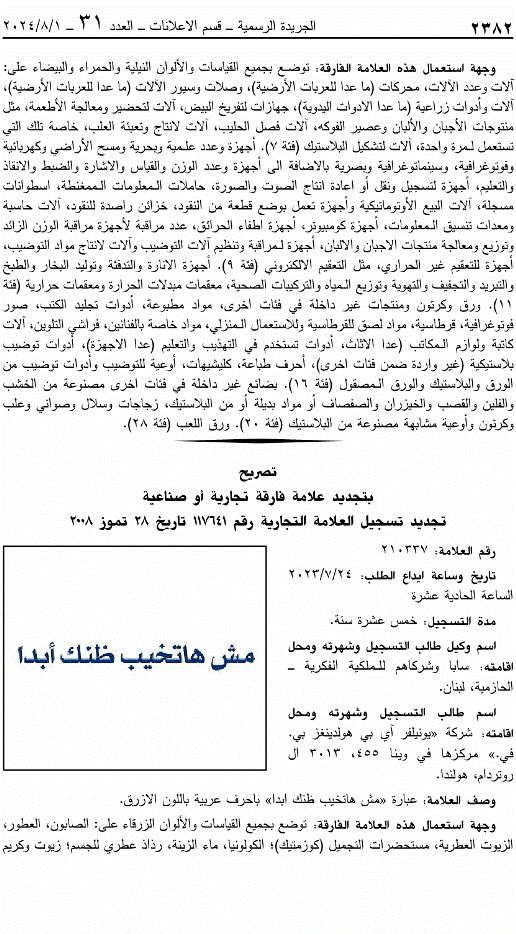 ٢٣٨٢
الجريدة الرسمية ــ قسم الاعلانات ــ العدد ٣١ ــ ٢٠٢٤/٨/١
وجهة استعمال هذه العلامة الفارقة: توضع بجميع القياسات والألوان النيلية والحمراء والبيضاء على:
آلات وعدد الآلات، محركات (ما عدا للعربات الأرضية)، وصلات وسيور الآلات (ما عدا للعربات الأرضية)،
آلات وأدوات زراعية (ما عدا الادوات اليدوية)، جهازات لتفريخ البيض، آلات لتحضير ومعالجة الأطعمة، مثل
منتوجات الأجبان والألبان وعصير الفوكه، آلات فصل الحليب، آلات لانتاج وتعبئة العلب، خاصة تلك التي
تستعمل لمرة واحدة، آلات لتشكيل البلاستيك (فئة ٧). أجهزة وعدد علمية وبحرية ومسح الأراضي وكهربائية
وفوتوغرافية، وسينماتوغرافية وبصرية بالاضافة الى أجهزة وعدد الوزن والقياس والاشارة والضبط والانقاذ
والتعليم، أجهزة لتسجيل ونقل أو اعادة انتاج الصوت والصورة، حاملات المعلومات الممغنطة، اسطوانات
مسجلة، آلات البيع الأوتوماتيكية وأجهزة تعمل بوضع قطعة من النقود، خزائن راصدة للنقود، آلات حاسبة
ومعدات تنسيق المعلومات، أجهزة كومبيوتر، أجهزة اطفاء الحرائق، عدد مراقبة لأجهزة مراقبة الوزن الزائد
وتوزيع ومعالجة منتجات الاجبان والالبان، أجهزة لمراقبة وتنظيم آلات التوضيب وآلات لانتاج مواد التوضيب،
أجهزة للتعقيم غير الحراري، مثل التعقيم الالكتروني (فئة ٩). أجهزة الانارة والتدفئة وتوليد البخار والطبخ
والتبريد والتجفيف والتهوية وتوزيع المياه والتركيبات الصحية، معقمات مبدلات الحرارة ومعقمات حرارية (فئة
١١). ورق وكرتون ومنتجات غير داخلة في فئات اخرى، مواد مطبوعة، أدوات تجليد الكتب، صور
فوتوغرافية، قرطاسية، مواد لصق للقرطاسية وللاستعمال المنزلي، مواد خاصة بالفنانين، فراشي التلوين، آلات
كاتبة ولوازم المكاتب (عدا الاثاث، أدوات تستخدم في التهذيب والتعليم (عدا الاجهزة)، أدوات توضيب
بلاستيكية (غير واردة ضمن فئات اخرى)، أحرف طباعة، كليشيهات، أوعية للتوضيب وأدوات توضيب من
الورق والبلاستيك والورق المصقول (فئة ١٦). بضائع غير داخلة في فئات اخرى مصنوعة من الخشب
والفلين والقصب والخيزران والصفصاف أو مواد بديلة أو من البلاستيك، زجاجات وسلال وصواني وعلب
وكرتون وأوعية مشابهة مصنوعة من البلاستيك (فئة ٢٠). ورق اللعب (فئة ٢٨).
تصريح
بتجديد علامة فارقة تجارية أو صناعية
تجديد تسجيل العلامة التجارية رقم ١١٧٦٤١ تاريخ ٢٨ تموز ٢٠٠٨
رقم العلامة: ٢١٠٣٣٧
تاريخ وساعة ايداع الطلب: ٢٠٢٣/٧/٢٤
الساعة الحادية عشرة
مدة التسجيل: خمس عشرة سنة.
اسم وكيل طالب التسجيل وشهرته ومحل
اقامته: سابا وشركاهم للملكية الفكرية ــ
الحازمية، لبنان.
اسم طالب التسجيل وشهرته ومحل
اقامته: شركة «يونيلفر آي بي هولدينغز بي.
في.» مركزها في وينا ٤٥٥، ٣٠١٣ ال
روتردام، هولندا.
مش هاتخيب ظنك أبدا
وصف العلامة: عبارة «مش هاتخيب ظنك ابدا» باحرف عربية باللون الازرق.
وجهة استعمال هذه العلامة الفارقة: توضع بجميع القياسات والألوان الزرقاء على: الصابون، العطور،
الزيوت العطرية، مستحضرات التجميل (كوزمتيك)؛ الكولونيا، ماء الزينة، رذاذ عطري للجسم؛ زيوت وكريم